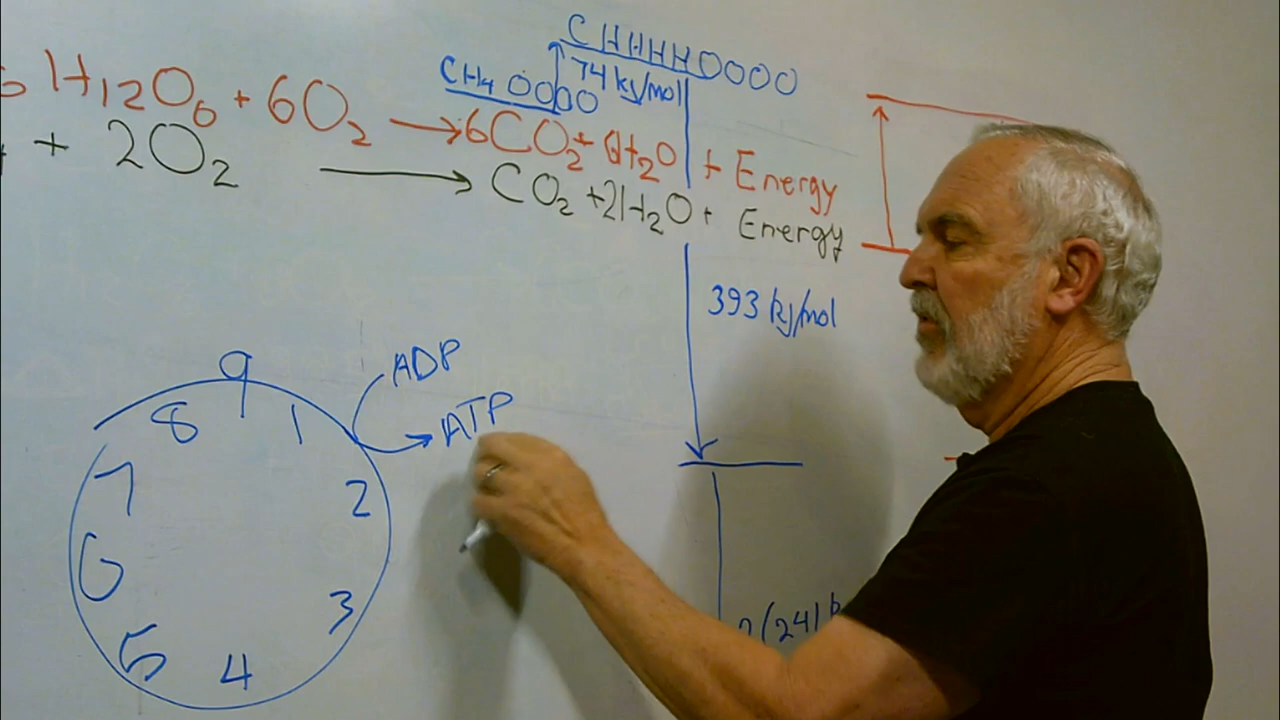 CHHHHOOOO
CH4 OOOO
74 kj/mol
6H12O6 + 6O2 → 6CO2 + 6H2O + Energy
+ 2O2 → CO2 + 2H2O + Energy
393 kj/mol
ADP
ATP
9
8 1
7 2
6 3
5 4
2(241)